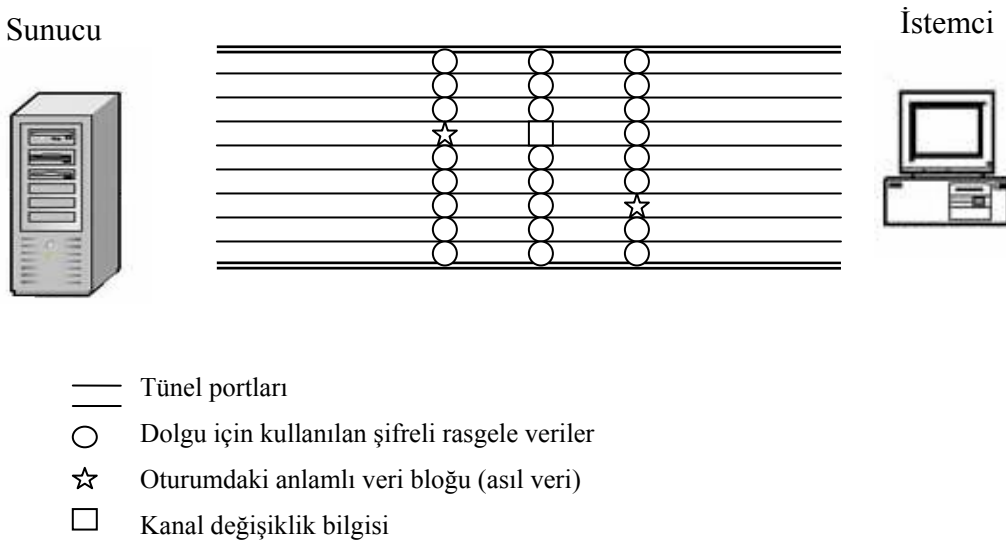 Sunucu
İstemci
Tünel portları
Dolgu için kullanılan şifreli rasgele veriler
Oturumdaki anlamlı veri bloğu (asıl veri)
Kanal değişiklik bilgisi